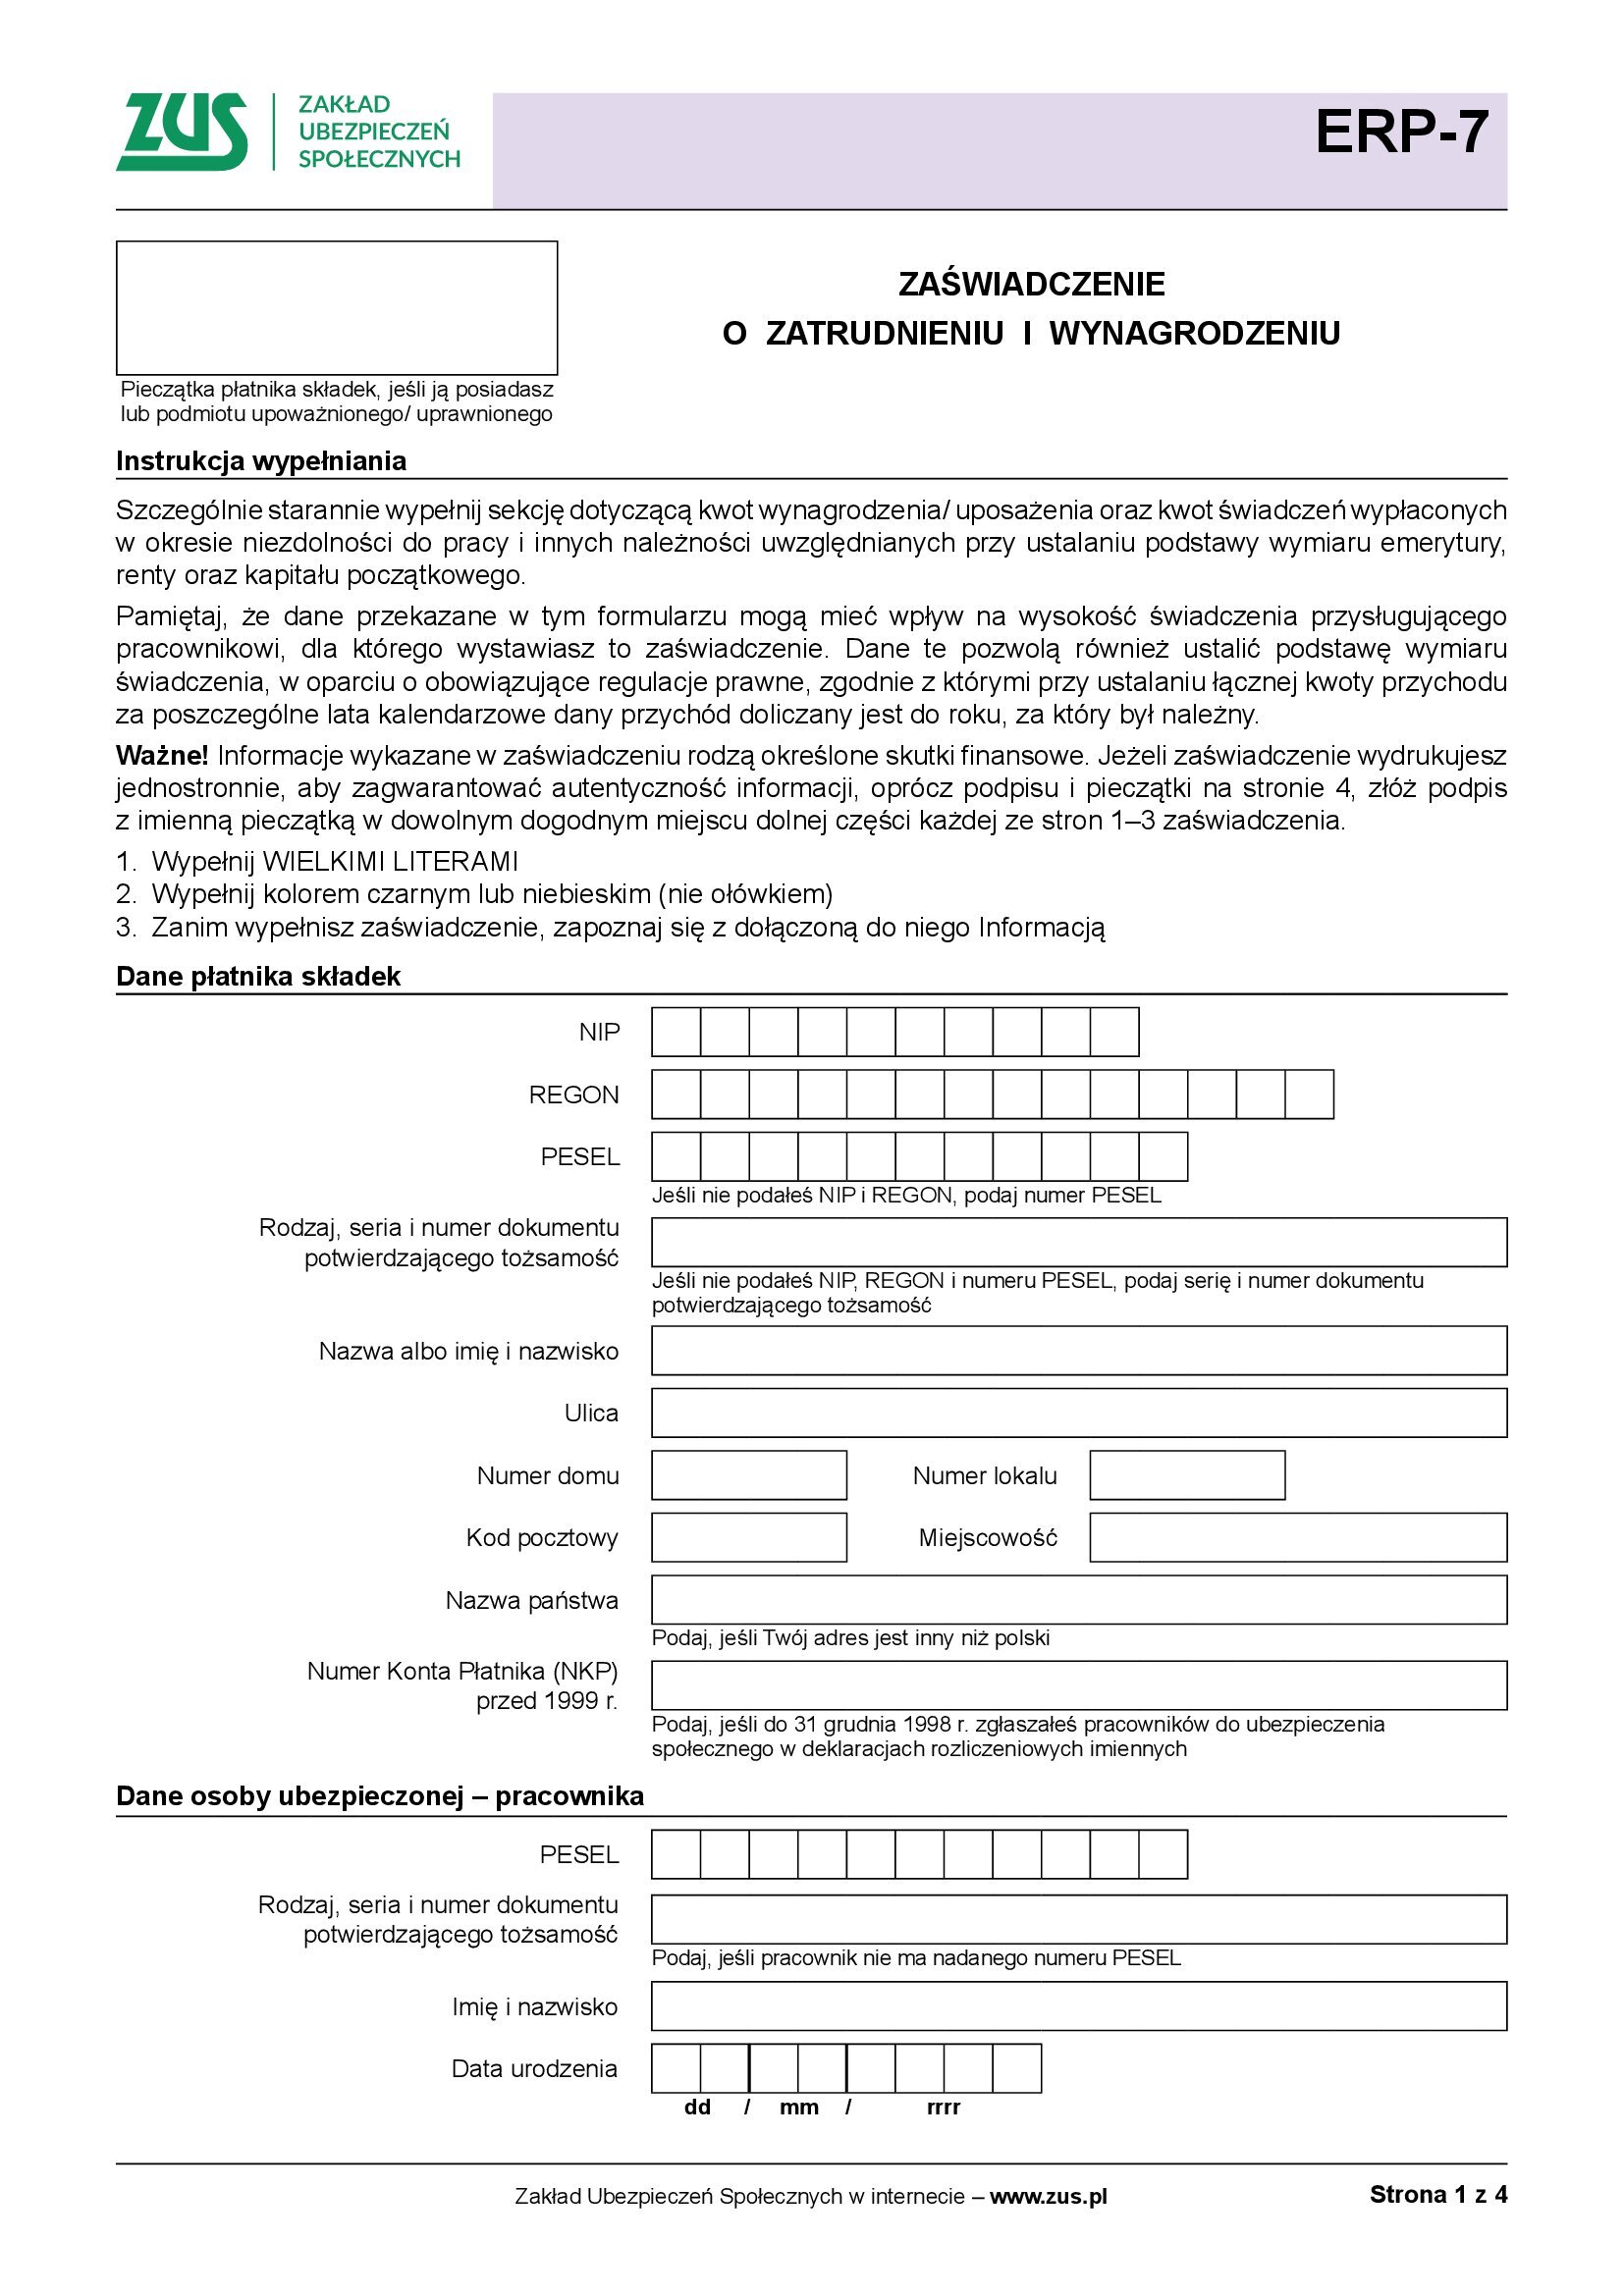 ZUS
ZAKŁAD
UBEZPIECZEŃ
SPOŁECZNYCH
ERP-7
ZAŚWIADCZENIE
O ZATRUDNIENIU I WYNAGRODZENIU
Pieczątka płatnika składek, jeśli ją posiadasz
lub podmiotu upoważnionego/ uprawnionego
Instrukcja wypełniania
Szczególnie starannie wypełnij sekcję dotyczącą kwot wynagrodzenia/ uposażenia oraz kwot świadczeń wypłaconych
w okresie niezdolności do pracy i innych należności uwzględnianych przy ustalaniu podstawy wymiaru emerytury,
renty oraz kapitału początkowego.
Pamiętaj, że dane przekazane w tym formularzu mogą mieć wpływ na wysokość świadczenia przysługującego
pracownikowi, dla którego wystawiasz to zaświadczenie. Dane te pozwolą również ustalić podstawę wymiaru
świadczenia, w oparciu o obowiązujące regulacje prawne, zgodnie z którymi przy ustalaniu łącznej kwoty przychodu
za poszczególne lata kalendarzowe dany przychód doliczany jest do roku, za który był należny.
Ważne! Informacje wykazane w zaświadczeniu rodzą określone skutki finansowe. Jeżeli zaświadczenie wydrukujesz
jednostronnie, aby zagwarantować autentyczność informacji, oprócz podpisu i pieczątki na stronie 4, złóż podpis
z imienną pieczątką w dowolnym dogodnym miejscu dolnej części każdej ze stron 1–3 zaświadczenia.
1. Wypełnij WIELKIMI LITERAMI
2. Wypełnij kolorem czarnym lub niebieskim (nie ołówkiem)
3. Zanim wypełnisz zaświadczenie, zapoznaj się z dołączoną do niego Informacją
Dane płatnika składek
NIP
REGON
PESEL
Jeśli nie podałeś NIP i REGON, podaj numer PESEL
Rodzaj, seria i numer dokumentu
potwierdzającego tożsamość
Jeśli nie podałeś NIP, REGON i numeru PESEL, podaj serię i numer dokumentu
potwierdzającego tożsamość
Nazwa albo imię i nazwisko
Ulica
Numer domu Numer lokalu
Kod pocztowy Miejscowość
Nazwa państwa
Podaj, jeśli Twój adres jest inny niż polski
Numer Konta Płatnika (NKP)
przed 1999 r.
Podaj, jeśli do 31 grudnia 1998 r. zgłaszałeś pracowników do ubezpieczenia
społecznego w deklaracjach rozliczeniowych imiennych
Dane osoby ubezpieczonej – pracownika
PESEL
Rodzaj, seria i numer dokumentu
potwierdzającego tożsamość
Podaj, jeśli pracownik nie ma nadanego numeru PESEL
Imię i nazwisko
Data urodzenia
dd / mm / rrrr
Zakład Ubezpieczeń Społecznych w internecie – www.zus.pl
Strona 1 z 4